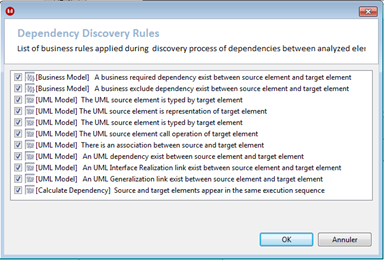 Dependency Discovery Rules
List of business rules applied during discovery process of dependencies between analyzed eler
[Business Model] A business required dependency exist between source element and target element
[Business Model] A business exclude dependency exist between source element and target element
[UML Model] The UML source element is typed by target element
[UML Model] The UML source element is representation of target element
[UML Model] The UML source element is typed by target element
[UML Model] The UML source element call operation of target element
[UML Model] There is an association between source and target element
[UML Model] An UML dependency exist between source element and target element
[UML Model] An UML Interface Realization link exist between source element and target element
[UML Model] An UML Generalization link exist between source element and target element
[Calculate Dependency] Source and target elements appear in the same execution sequence
OK
Annuler